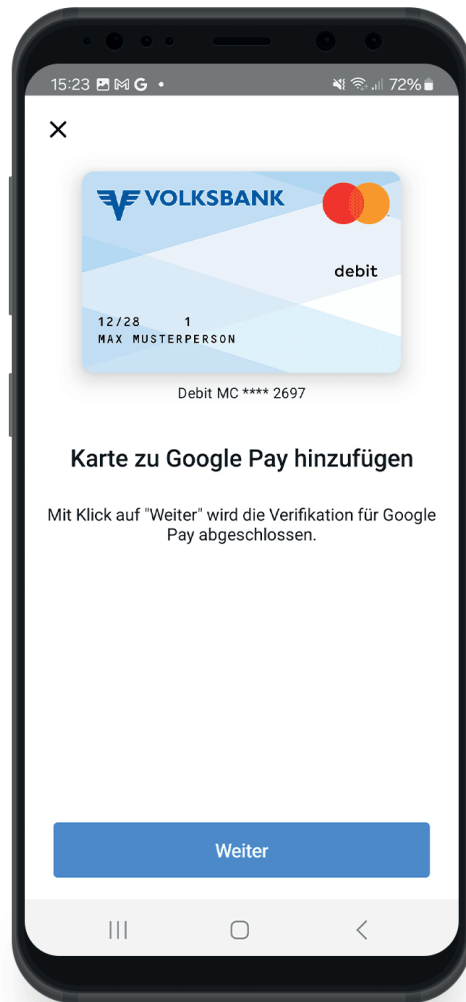 15:23
72%
VOLKSBANK
debit
12/28 1
MAX MUSTERPERSON
Debit MC **** 2697
Karte zu Google Pay hinzufügen
Mit Klick auf "Weiter" wird die Verifikation für Google
Pay abgeschlossen.
Weiter